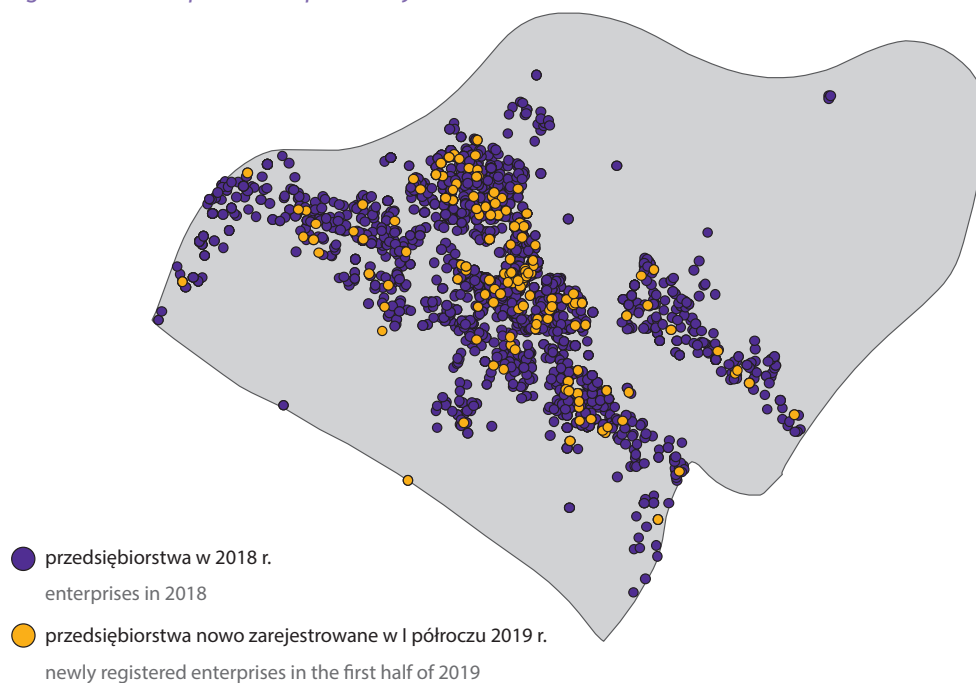 przedsiębiorstwa w 2018 r.
enterprises in 2018
przedsiębiorstwa nowo zarejestrowane w I półroczu 2019 r.
newly registered enterprises in the first half of 2019